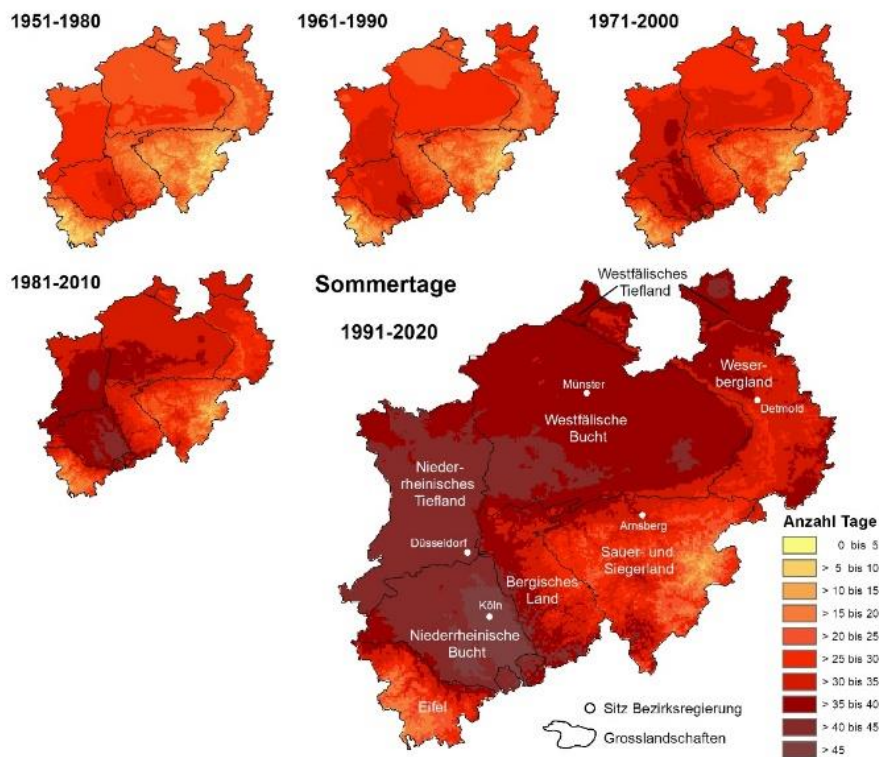 1951-1980
1961-1990
1971-2000
1981-2010
Sommertage
1991-2020
Westfälisches
Tiefland
Weser-
bergland
Münster
Detmold
Westfälische
Bucht
Nieder-
rheinisches
Tiefland
Arnsberg
Düsseldorf
Sauer- und
Siegerland
Bergisches
Land
Köln
Niederrheinische
Bucht
Eifel
Anzahl Tage
0 bis 5
> 5 bis 10
> 10 bis 15
> 15 bis 20
> 20 bis 25
> 25 bis 30
> 30 bis 35
> 35 bis 40
> 40 bis 45
> 45
Sitz Bezirksregierung
Grosslandschaften